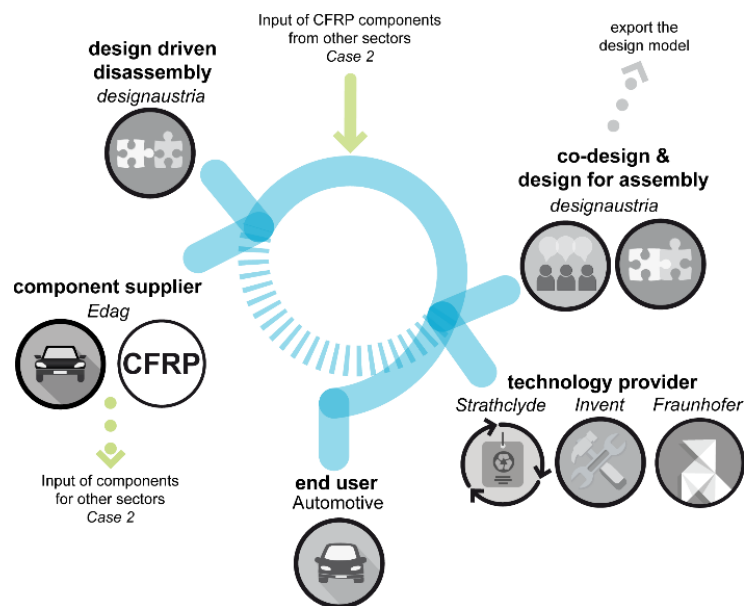 Input of CFRP components
from other sectors
Case 2
export the
design model
design driven
disassembly
designaustria
co-design &
design for assembly
designaustria
component supplier
Edag
CFRP
technology provider
Strathclyde Invent Fraunhofer
Input of components
for other sectors
Case 2
end user
Automotive